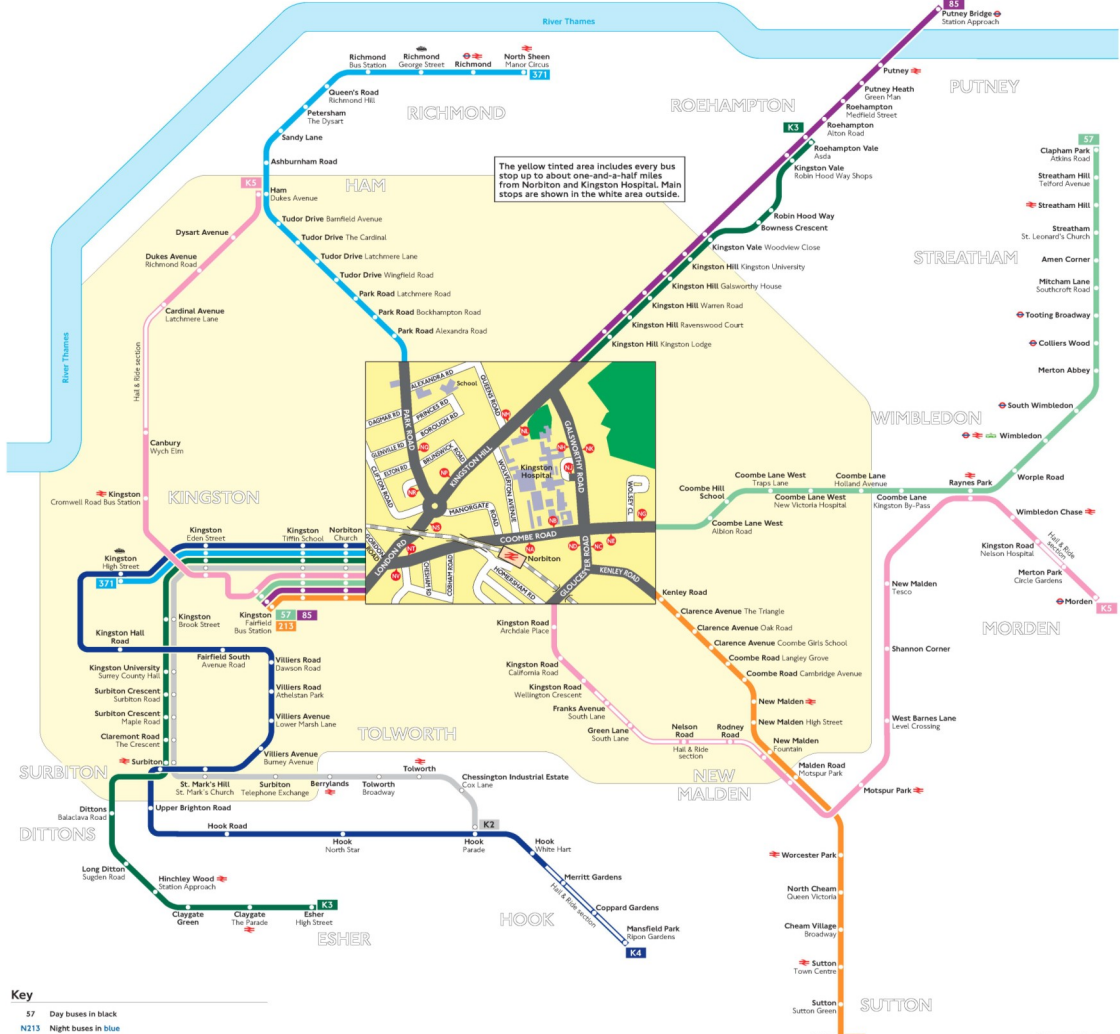 85
Putney Bridge
Station Approach
River Thames
Putney
Putney Heath
Green Man
Roehampton
Medfield Street
Roehampton
Alton Road
PUTNEY
ROEHAMPTON
K3
Roehampton Vale
Asda
Kingston Vale
Robin Hood Way Shops
Robin Hood Way
Bowness Crescent
Kingston Vale Woodview Close
Kingston Hill Kingston University
Kingston Hill Galsworthy House
Kingston Hill Warren Road
Kingston Hill Ravenswood Court
Kingston Hill Kingston Lodge
Richmond
Bus Station
Richmond
George Street
Richmond
North Sheen
Manor Circus
371
Queen's Road
Richmond Hill
Petersham
The Dysart
RICHMOND
Sandy Lane
Ashburnham Road
The yellow tinted area includes every bus
stop up to about one-and-a-half miles
from Norbiton and Kingston Hospital. Main
stops are shown in the white area outside.
HAM
K5
Ham
Dukes Avenue
Tudor Drive Barnfield Avenue
Tudor Drive The Cardinal
Tudor Drive Latchmere Lane
Tudor Drive Wingfield Road
Park Road Latchmere Road
Park Road Bockhampton Road
Park Road Alexandra Road
Dysart Avenue
Dukes Avenue
Richmond Road
Cardinal Avenue
Latchmere Lane
River Thames
Hail & Ride section
Canbury
Wych Elm
Kingston
Cromwell Road Bus Station
KINGSTON
57
Clapham Park
Atkins Road
Streatham Hill
Telford Avenue
Streatham Hill
Streatham
St. Leonard's Church
STREATHAM
Amen Corner
Mitcham Lane
Southcroft Road
Tooting Broadway
Colliers Wood
Merton Abbey
South Wimbledon
WIMBLEDON
Wimbledon
Worple Road
Raynes Park
Coombe Lane
Kingston By-Pass
Coombe Lane
Holland Avenue
Coombe Lane West
New Victoria Hospital
Coombe Lane West
Traps Lane
Coombe Hill
School
Coombe Lane West
Albion Road
ALEXANDRA RD
School
QUEENS ROAD
DAGMAR RD
PRINCES RD
BOROUGH RD
PARK ROAD
GLENVILLE RD
ELTON RD
BRUNSWICK
ROAD
CLIFTON ROAD
KINGSTON HILL
WOLVERTON AVENUE
GALSWORTHY ROAD
Kingston
Hospital
WOLSEY CL
MANORGATE
ROAD
COOMBE ROAD
LONDON RD
GORDON
ROAD
CHESHAM RD
COBHAM ROAD
HOMERSHAM RD
Norbiton
GLOUCESTER ROAD
KENLEY ROAD
NJ
NK
NB
NA
NS
NT
Kingston
Eden Street
Kingston
Tiffin School
Norbiton
Church
Kingston
High Street
371
Kingston
Brook Street
Kingston
Fairfield
Bus Station
57
85
213
Kingston Hall
Road
Fairfield South
Avenue Road
Kingston University
Surrey County Hall
Surbiton Crescent
Surbiton Road
Surbiton Crescent
Maple Road
Claremont Road
The Crescent
Surbiton
SURBITON
Villiers Road
Dawson Road
Villiers Road
Athelstan Park
Villiers Avenue
Lower Marsh Lane
Villiers Avenue
Burney Avenue
TOLWORTH
St. Mark's Hill
St. Mark's Church
Surbiton
Telephone Exchange
Berrylands
Tolworth
Broadway
Tolworth
Chessington Industrial Estate
Cox Lane
K2
Upper Brighton Road
Hook Road
Hook
North Star
Hook
Parade
Hook
White Hart
Merritt Gardens
Coppard Gardens
Hail & Ride section
Mansfield Park
Ripon Gardens
K4
HOOK
Dittons
Balaclava Road
DITTONS
Long Ditton
Sugden Road
Hinchley Wood
Station Approach
Claygate
Green
Claygate
The Parade
Esher
High Street
K3
ESHER
Kingston Road
Archdale Place
Kingston Road
California Road
Kingston Road
Wellington Crescent
Franks Avenue
South Lane
Green Lane
South Lane
Nelson
Road
Hail & Ride
section
Rodney
Road
Kenley Road
Clarence Avenue The Triangle
Clarence Avenue Oak Road
Clarence Avenue Coombe Girls School
Coombe Road Langley Grove
Coombe Road Cambridge Avenue
New Malden
New Malden High Street
New Malden
Fountain
Malden Road
Motspur Park
NEW
MALDEN
Wimbledon Chase
Kingston Road
Nelson Hospital
Hail & Ride
section
Merton Park
Circle Gardens
Morden
K5
MORDEN
New Malden
Tesco
Shannon Corner
West Barnes Lane
Level Crossing
Motspur Park
Worcester Park
North Cheam
Queen Victoria
Cheam Village
Broadway
Sutton
Town Centre
Sutton
Sutton Green
SUTTON
Key
57 Day buses in black
N213 Night buses in blue